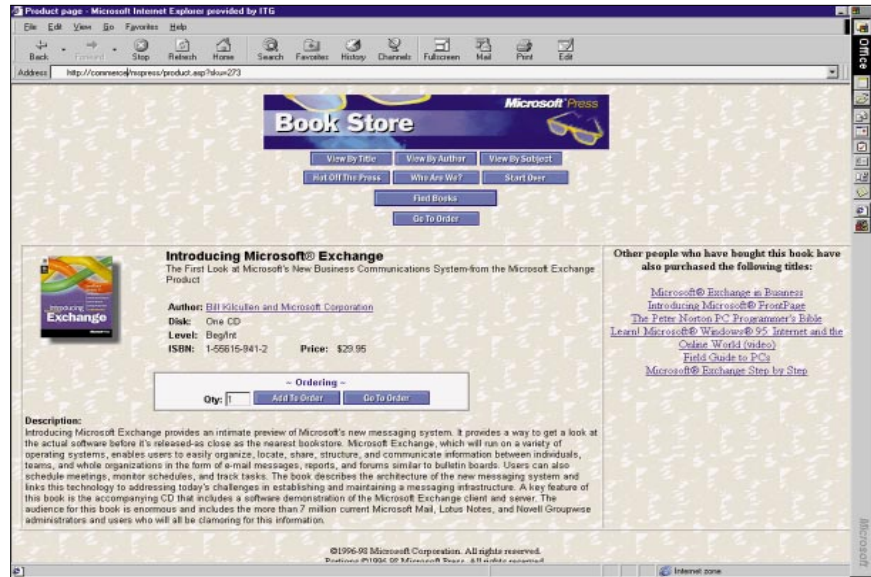 Product page - Microsoft Internet Explorer provided by ITG
File Edit View Go Favorites Help
Back Forward Stop Refresh Home Search Favorites History Channels Fullscreen Mail Print Edit
Address http://commerce/mspress/product.asp?sku=273
Office
Microsoft Press
Book Store
View By Title View By Author View By Subject
Hot Off The Press Who Are We? Start Over
Find Books
Go To Order
Introducing
Exchange
Introducing Microsoft® Exchange
The First Look at Microsoft's New Business Communications System-from the Microsoft Exchange
Product
Author: Bill Kilcullen and Microsoft Corporation
Disk: One CD
Level: Beg/Int
ISBN: 1-55615-941-2 Price: $29.95
~ Ordering ~
Qty: 1 Add To Order Go To Order
Other people who have bought this book have
also purchased the following titles:
Microsoft® Exchange in Business
Introducing Microsoft® FrontPage
The Peter Norton PC Programmer's Bible
Learn! Microsoft® Windows® 95 Internet and the
Online World (video)
Field Guide to PCs
Microsoft® Exchange Step by Step
Description:
Introducing Microsoft Exchange provides an intimate preview of Microsoft's new messaging system. It provides a way to get a look at
the actual software before it's released-as close as the nearest bookstore. Microsoft Exchange, which will run on a variety of
operating systems, enables users to easily organize, locate, share, structure, and communicate information between individuals,
teams, and whole organizations in the form of e-mail messages, reports, and forums similar to bulletin boards. Users can also
schedule meetings, monitor schedules, and track tasks. The book describes the architecture of the new messaging system and
links this technology to addressing today's challenges in establishing and maintaining a messaging infrastructure. A key feature of
this book is the accompanying CD that includes a software demonstration of the Microsoft Exchange client and server. The
audience for this book is enormous and includes the more than 7 million current Microsoft Mail, Lotus Notes, and Novell Groupwise
administrators and users who will all be clamoring for this information.
©1996-98 Microsoft Corporation. All rights reserved.
Portions ©1996-98 Microsoft Press. All rights reserved.
Internet zone
Microsoft